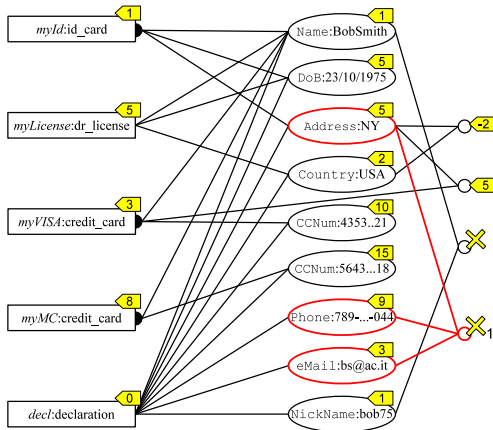 1
myId:id_card
5
myLicense:dr_license
3
myVISA:credit_card
8
myMC:credit_card
0
decl:declaration
1
Name:BobSmith
5
DoB:23/10/1975
5
Address:NY
2
Country:USA
10
CCNum:4353..21
15
CCNum:5643...18
9
Phone:789-...-044
3
eMail:bs@ac.it
1
NickName:bob75
-2
5
1